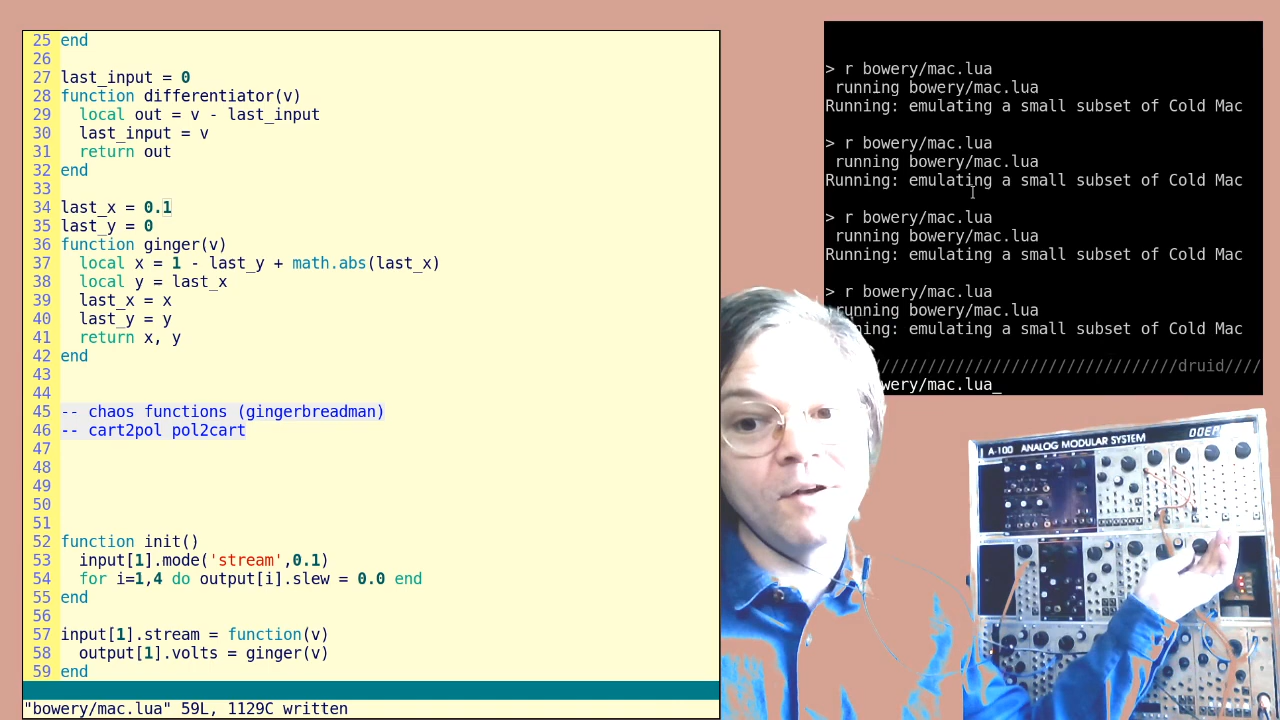 25 end
26
27 last_input = 0
28 function differentiator(v)
29   local out = v - last_input
30   last_input = v
31   return out
32 end
33
34 last_x = 0.1
35 last_y = 0
36 function ginger(v)
37   local x = 1 - last_y + math.abs(last_x)
38   local y = last_x
39   last_x = x
40   last_y = y
41   return x, y
42 end
43
44
45 -- chaos functions (gingerbreadman)
46 -- cart2pol pol2cart
47
48
49
50
51
52 function init()
53   input[1].mode('stream',0.1)
54   for i=1,4 do output[i].slew = 0.0 end
55 end
56
57 input[1].stream = function(v)
58   output[1].volts = ginger(v)
59 end
"bowery/mac.lua" 59L, 1129C written
> r bowery/mac.lua
running bowery/mac.lua
Running: emulating a small subset of Cold Mac
> r bowery/mac.lua
running bowery/mac.lua
Running: emulating a small subset of Cold Mac
> r bowery/mac.lua
running bowery/mac.lua
Running: emulating a small subset of Cold Mac
> r bowery/mac.lua
running bowery/mac.lua
ning: emulating a small subset of Cold Mac
/////////////////////////////////druid////
wery/mac.lua_
A-100 ANALOG MODULAR SYSTEM